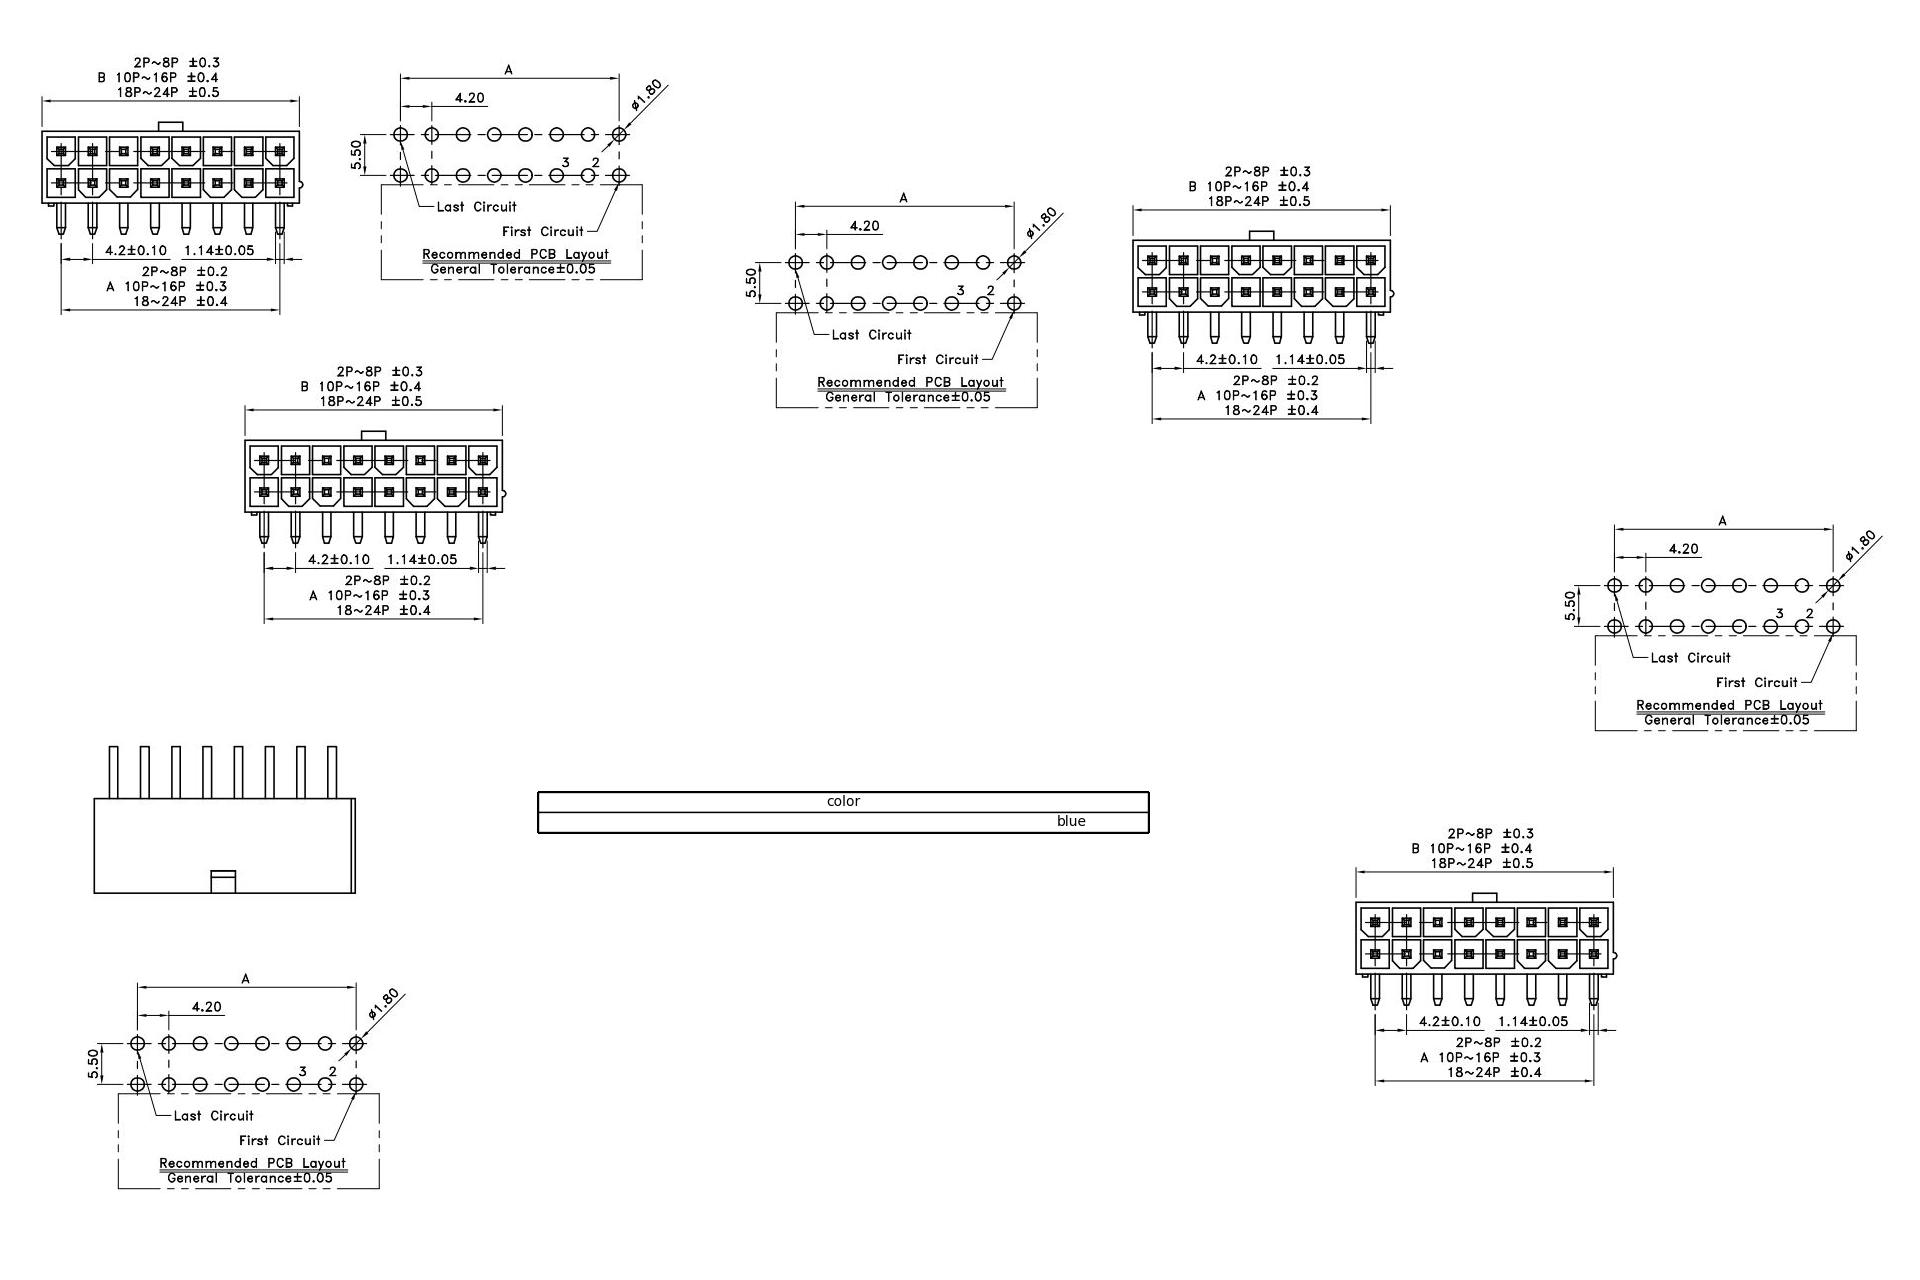 2P~8P ±0.3
B 10P~16P ±0.4
18P~24P ±0.5
4.2±0.10 1.14±0.05
2P~8P ±0.2
A 10P~16P ±0.3
18~24P ±0.4
A
4.20
ø1.80
5.50
3 2
Last Circuit
First Circuit
Recommended PCB Layout
General Tolerance±0.05
A
4.20
ø1.80
5.50
3 2
Last Circuit
First Circuit
Recommended PCB Layout
General Tolerance±0.05
2P~8P ±0.3
B 10P~16P ±0.4
18P~24P ±0.5
4.2±0.10 1.14±0.05
2P~8P ±0.2
A 10P~16P ±0.3
18~24P ±0.4
2P~8P ±0.3
B 10P~16P ±0.4
18P~24P ±0.5
4.2±0.10 1.14±0.05
2P~8P ±0.2
A 10P~16P ±0.3
18~24P ±0.4
A
4.20
ø1.80
5.50
3 2
Last Circuit
First Circuit
Recommended PCB Layout
General Tolerance±0.05
color
blue
2P~8P ±0.3
B 10P~16P ±0.4
18P~24P ±0.5
4.2±0.10 1.14±0.05
2P~8P ±0.2
A 10P~16P ±0.3
18~24P ±0.4
A
4.20
ø1.80
5.50
3 2
Last Circuit
First Circuit
Recommended PCB Layout
General Tolerance±0.05